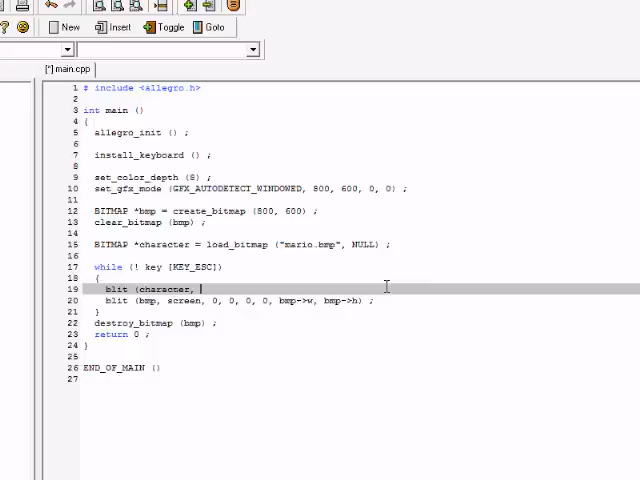 New Insert Toggle Goto
[*] main.cpp
1 # include <allegro.h>
2
3 int main ()
4 {
5 allegro_init () ;
6
7 install_keyboard () ;
8
9 set_color_depth (8) ;
10 set_gfx_mode (GFX_AUTODETECT_WINDOWED, 800, 600, 0, 0) ;
11
12 BITMAP *bmp = create_bitmap (800, 600) ;
13 clear_bitmap (bmp) ;
14
15 BITMAP *character = load_bitmap ("mario.bmp", NULL) ;
16
17 while (! key [KEY_ESC])
18 {
19 blit (character,
20 blit (bmp, screen, 0, 0, 0, 0, bmp->w, bmp->h) ;
21 }
22 destroy_bitmap (bmp) ;
23 return 0 ;
24 }
25
26 END_OF_MAIN ()
27